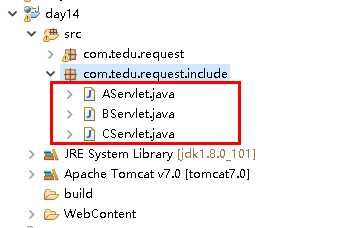 day14
src
com.tedu.request
com.tedu.request.include
AServlet.java
BServlet.java
CServlet.java
JRE System Library [jdk1.8.0_101]
Apache Tomcat v7.0 [tomcat7.0]
build
WebContent